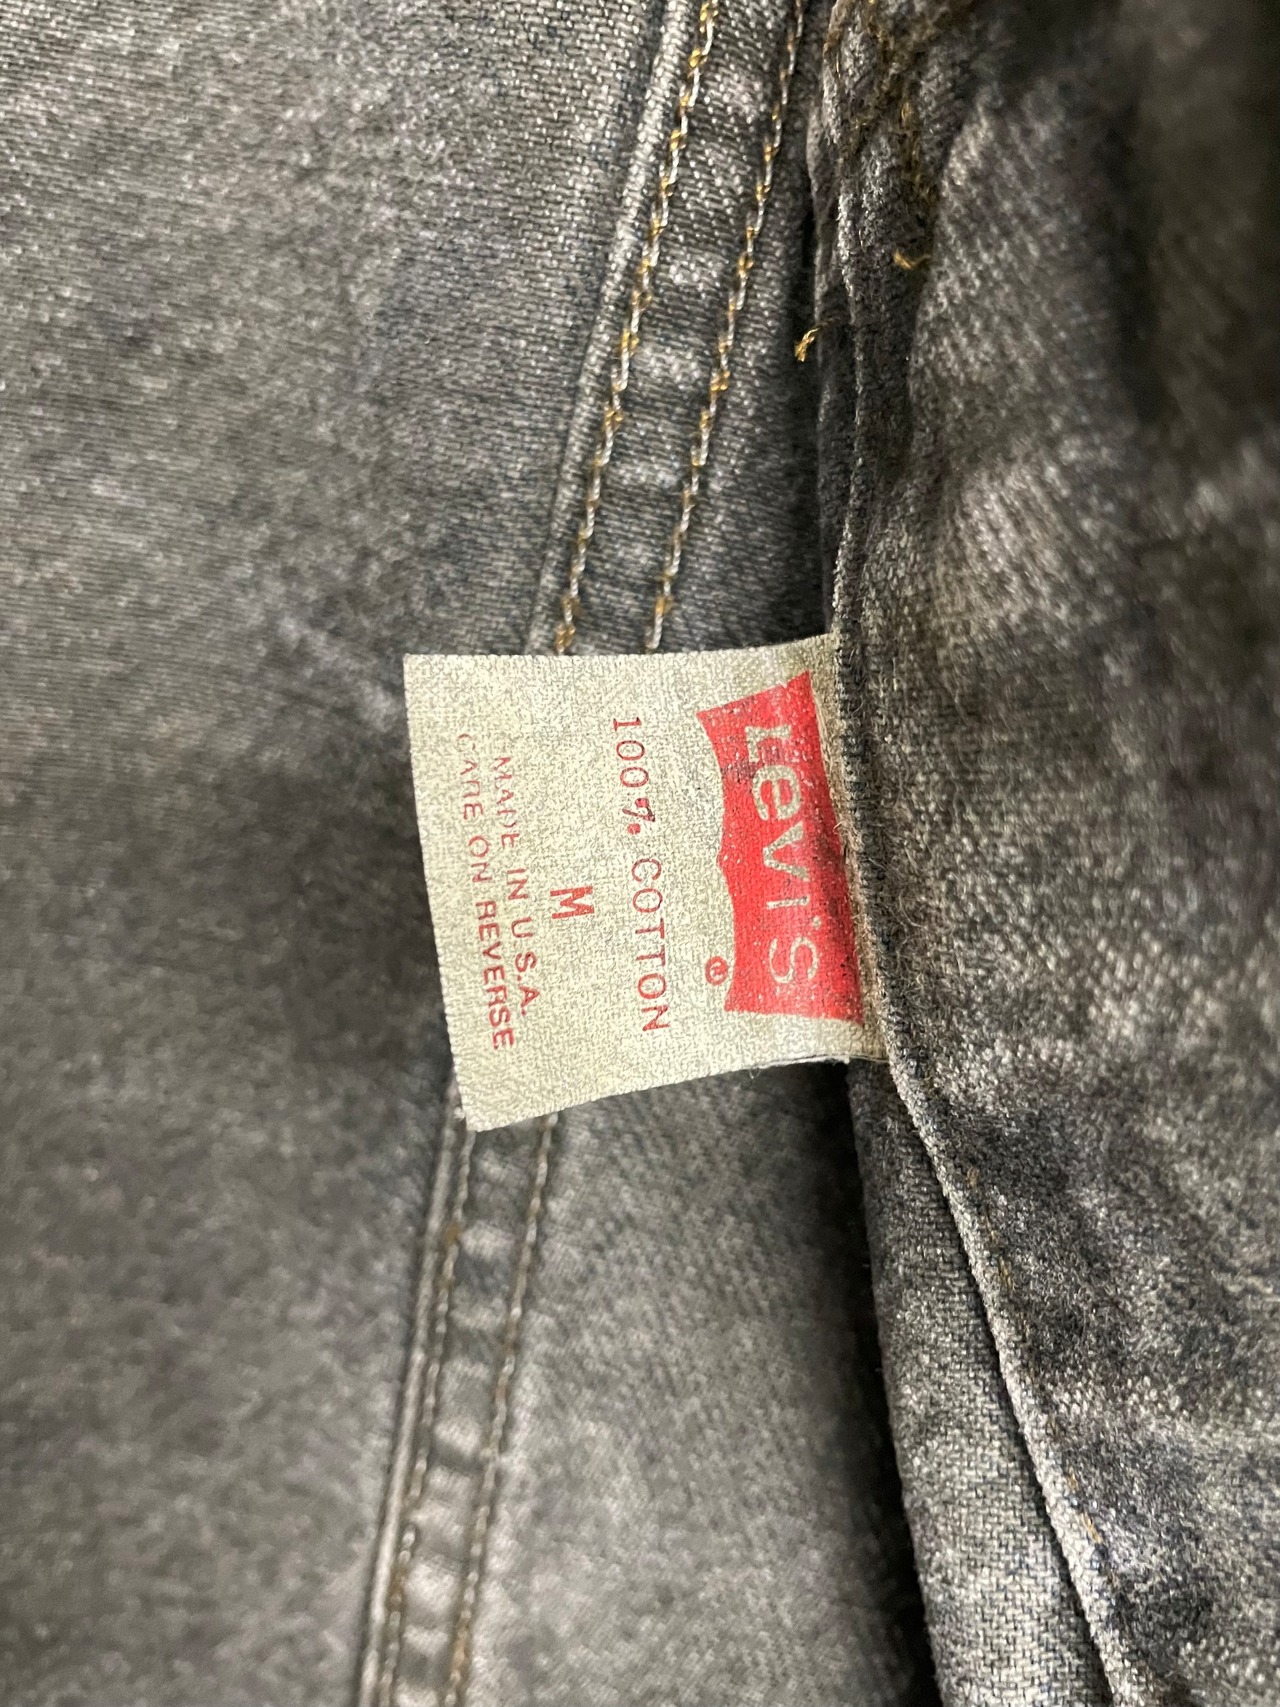 Levi's
®
100% COTTON
M
MADE IN U.S.A.
CARE ON REVERSE